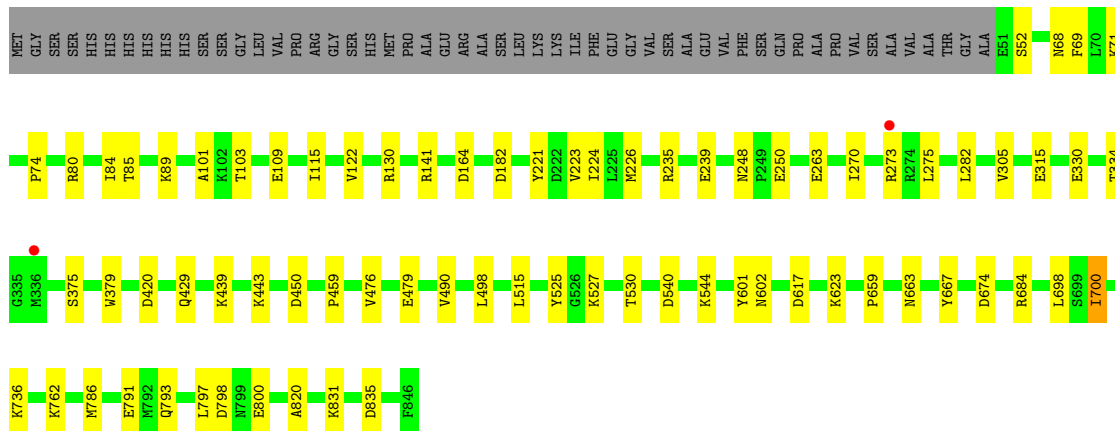 MET GLY SER SER HIS HIS HIS HIS HIS HIS SER SER GLY LEU VAL PRO ARG GLY SER HIS MET PRO ALA GLU ARG ALA SER LEU LYS LYS ILE PHE GLU GLY VAL SER ALA GLU VAL PHE SER GLN PRO ALA PRO VAL SER ALA VAL ALA THR GLY ALA E51 S52 N68 F69 L70 K71
P74 R80 I84 T85 K89 A101 K102 T103 E109 I115 V122 R130 R141 D164 D182 Y221 D222 V223 I224 L225 M226 R235 E239 N248 P249 E250 E263 I270 R273 R274 L275 L282 V305 E315 E330 T334
G335 M336 S375 W379 D420 Q429 K439 K443 D450 P459 V476 E479 V490 L498 L515 Y525 G526 K527 T530 D540 K544 Y601 N602 D617 K623 P659 N663 Y667 D674 R684 L698 S699 I700
K736 K762 M786 E791 M792 Q793 L797 D798 N799 E800 A820 K831 D835 F846